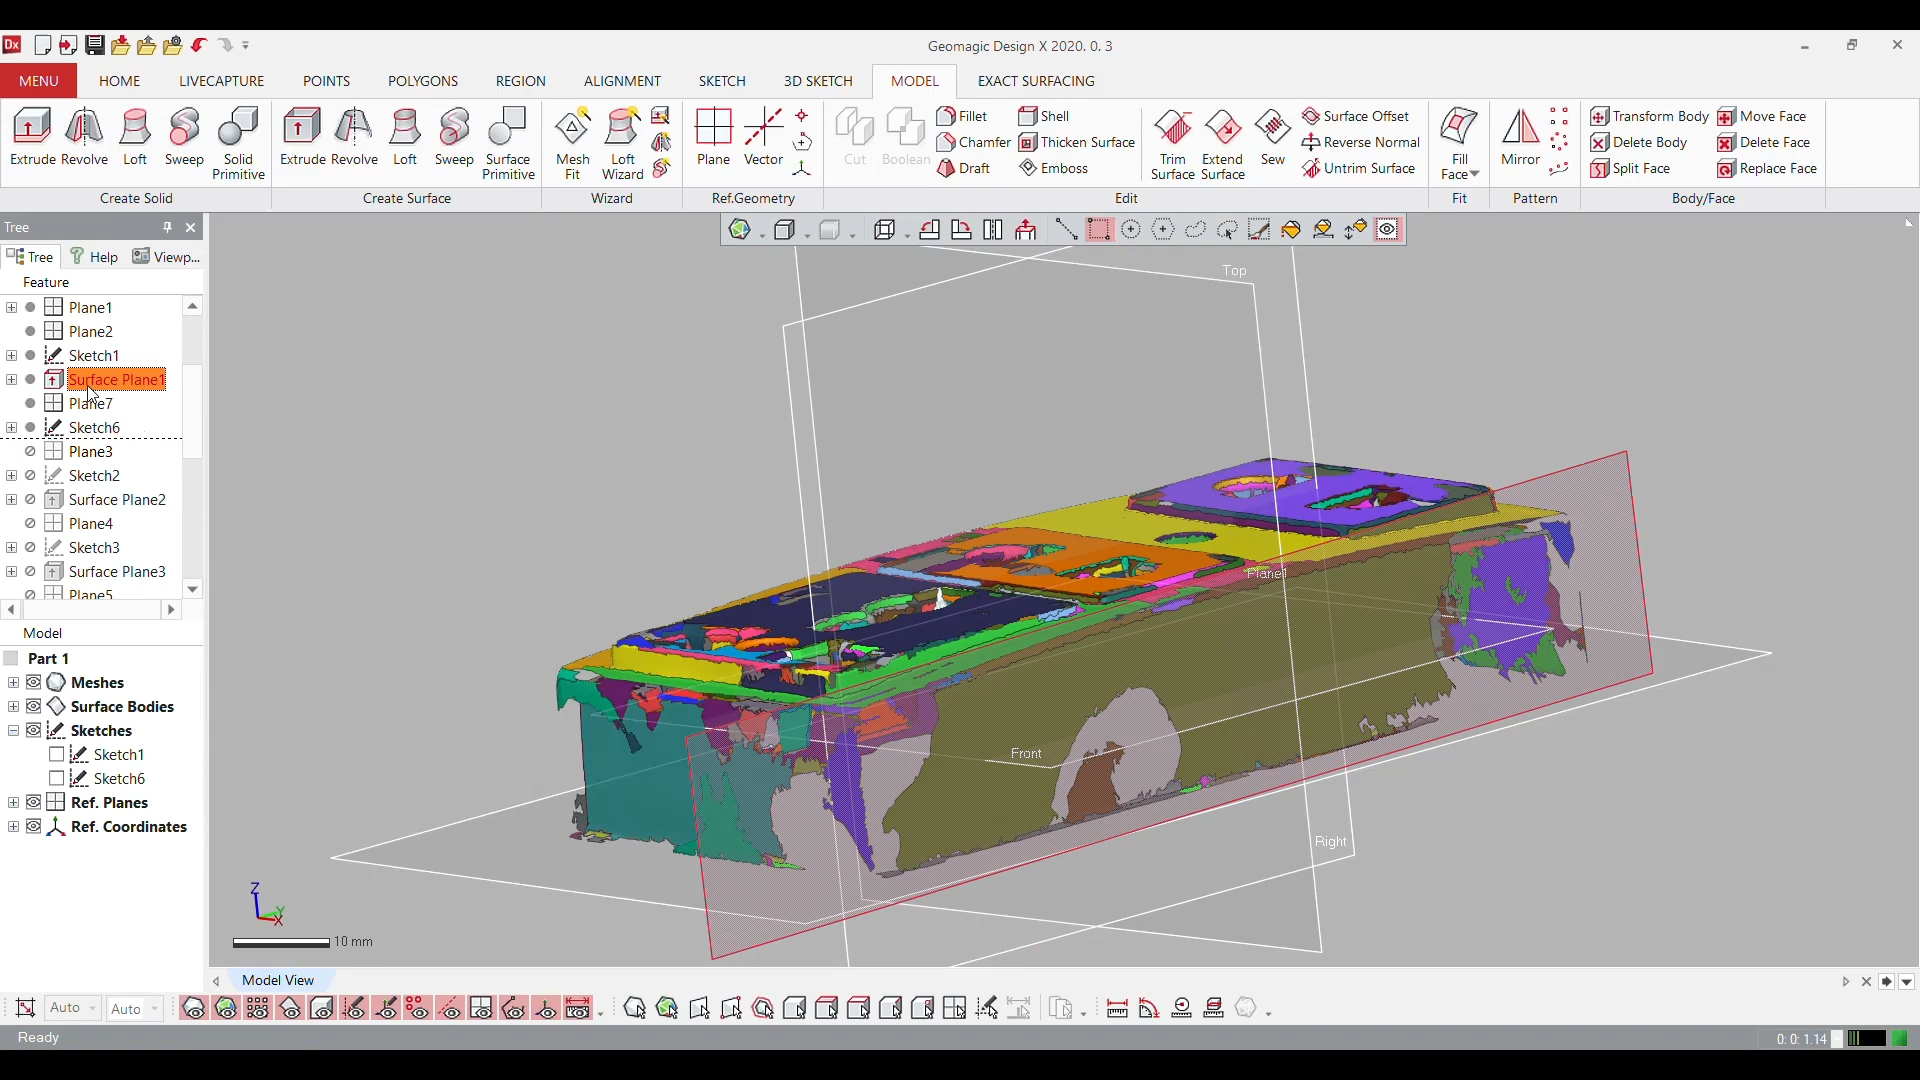 Dx
Geomagic Design X 2020. 0. 3
MENU HOME LIVECAPTURE POINTS POLYGONS REGION ALIGNMENT SKETCH 3D SKETCH MODEL EXACT SURFACING
Extrude Revolve Loft Sweep Solid Primitive
Create Solid
Extrude Revolve Loft Sweep Surface Primitive
Create Surface
Mesh Fit Loft Wizard
Wizard
Plane Vector
Ref.Geometry
Cut Boolean
Fillet Shell
Chamfer Thicken Surface
Draft Emboss
Trim Surface Extend Surface Sew
Surface Offset
Reverse Normal
Untrim Surface
Edit
Fill Face
Fit
Mirror
Pattern
Transform Body Move Face
Delete Body Delete Face
Split Face Replace Face
Body/Face
Tree
Tree Help Viewp...
Feature
Plane1
Plane2
Sketch1
Surface Plane1
Plane7
Sketch6
Plane3
Sketch2
Surface Plane2
Plane4
Sketch3
Surface Plane3
Plane5
Model
Part 1
Meshes
Surface Bodies
Sketches
Sketch1
Sketch6
Ref. Planes
Ref. Coordinates
Top
Plane1
Front
Right
Z
Y
X
10 mm
Model View
Auto Auto
Ready
0: 0: 1.14